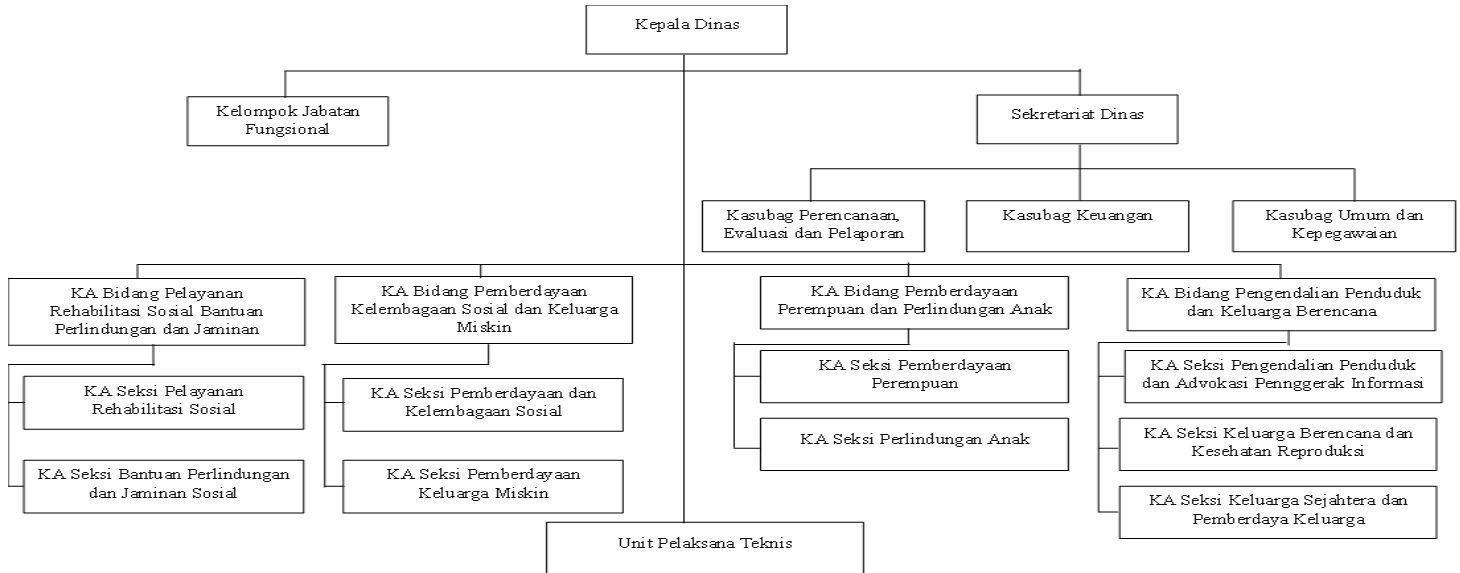 Kepala Dinas
Kelompok Jabatan
Fungsional
Sekretariat Dinas
Kasubag Perencanaan,
Evaluasi dan Pelaporan
Kasubag Keuangan
Kasubag Umum dan
Kepegawaian
KA Bidang Pelayanan
Rehabilitasi Sosial Bantuan
Perlindungan dan Jaminan
KA Bidang Pemberdayaan
Kelembagaan Sosial dan Keluarga
Miskin
KA Bidang Pemberdayaan
Perempuan dan Perlindungan Anak
KA Bidang Pengendalian Penduduk
dan Keluarga Berencana
KA Seksi Pelayanan
Rehabilitasi Sosial
KA Seksi Bantuan Perlindungan
dan Jaminan Sosial
KA Seksi Pemberdayaan dan
Kelembagaan Sosial
KA Seksi Pemberdayaan
Keluarga Miskin
KA Seksi Pemberdayaan
Perempuan
KA Seksi Perlindungan Anak
KA Seksi Pengendalian Penduduk
dan Advokasi Pennggerak Informasi
KA Seksi Keluarga Berencana dan
Kesehatan Reproduksi
KA Seksi Keluarga Sejahtera dan
Pemberdaya Keluarga
Unit Pelaksana Teknis